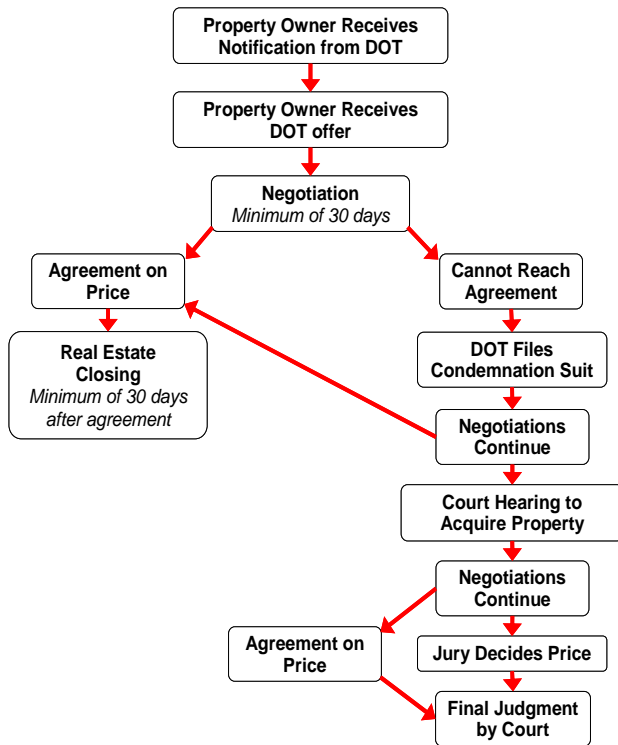 Property Owner Receives
Notification from DOT
Property Owner Receives
DOT offer
Negotiation
Minimum of 30 days
Agreement on
Price
Cannot Reach
Agreement
Real Estate
Closing
Minimum of 30 days
after agreement
DOT Files
Condemnation Suit
Negotiations
Continue
Court Hearing to
Acquire Property
Negotiations
Continue
Agreement on
Price
Jury Decides Price
Final Judgment
by Court